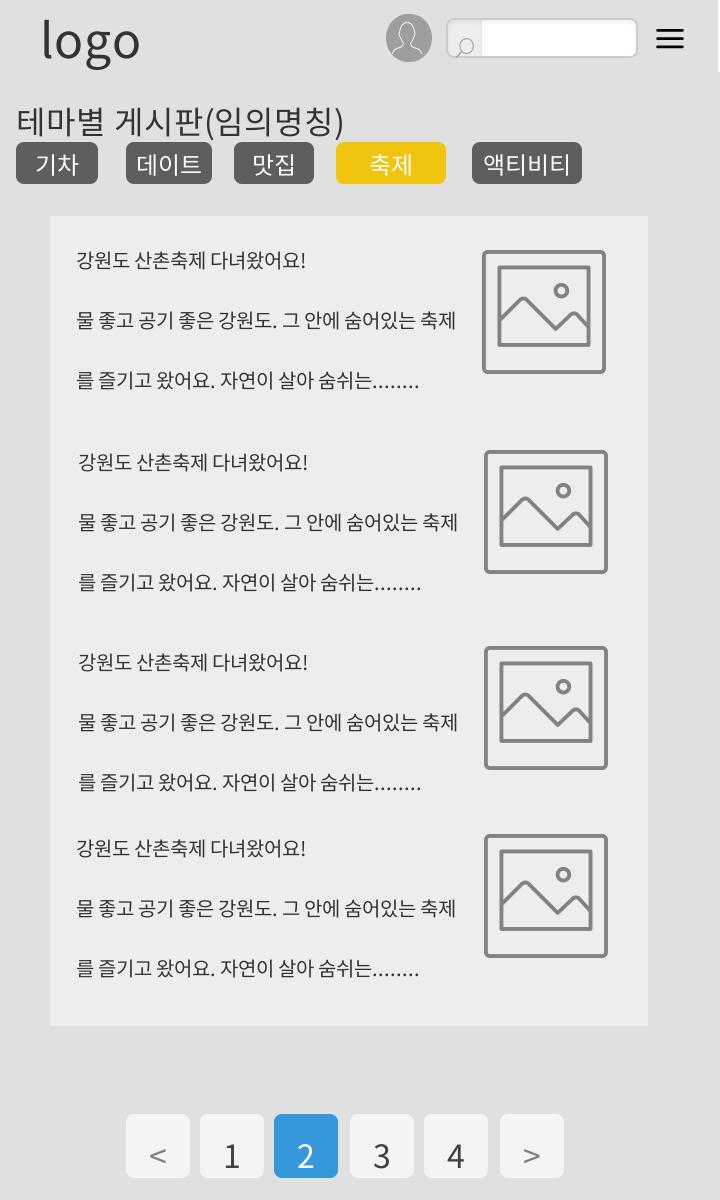 logo
테마별 게시판(임의명칭)
기차 데이트 맛집 축제 액티비티
강원도 산촌축제 다녀왔어요!
물 좋고 공기 좋은 강원도. 그 안에 숨어있는 축제
를 즐기고 왔어요. 자연이 살아 숨쉬는........
강원도 산촌축제 다녀왔어요!
물 좋고 공기 좋은 강원도. 그 안에 숨어있는 축제
를 즐기고 왔어요. 자연이 살아 숨쉬는........
강원도 산촌축제 다녀왔어요!
물 좋고 공기 좋은 강원도. 그 안에 숨어있는 축제
를 즐기고 왔어요. 자연이 살아 숨쉬는........
강원도 산촌축제 다녀왔어요!
물 좋고 공기 좋은 강원도. 그 안에 숨어있는 축제
를 즐기고 왔어요. 자연이 살아 숨쉬는........
< 1 2 3 4 >